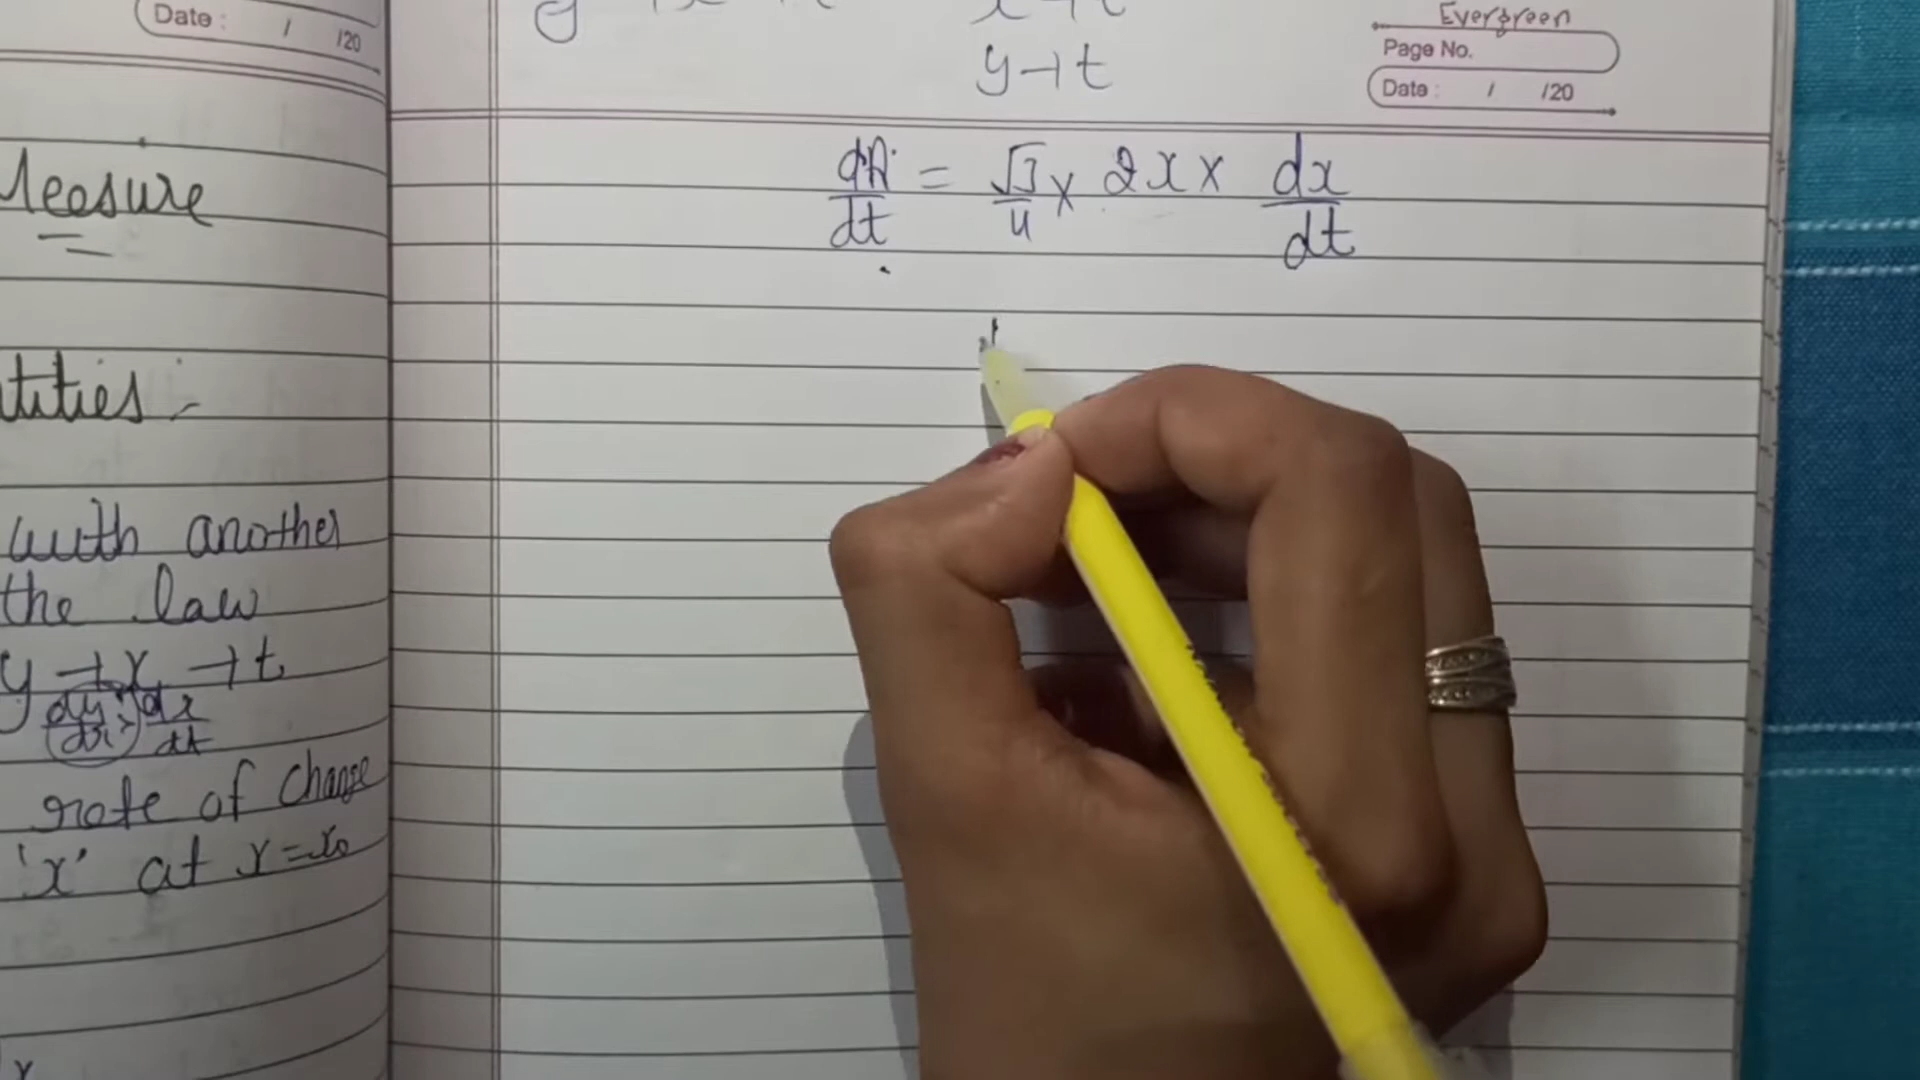 Date : / /20
Measure
tities :-
with another
the law
y → x → t
(dy/dx) × dx/dt
rate of change
'x' at x = x₀
x
Evergreen
Page No.
Date : / /20
y → t
dA/dt = √3/4 × 2x × dx/dt